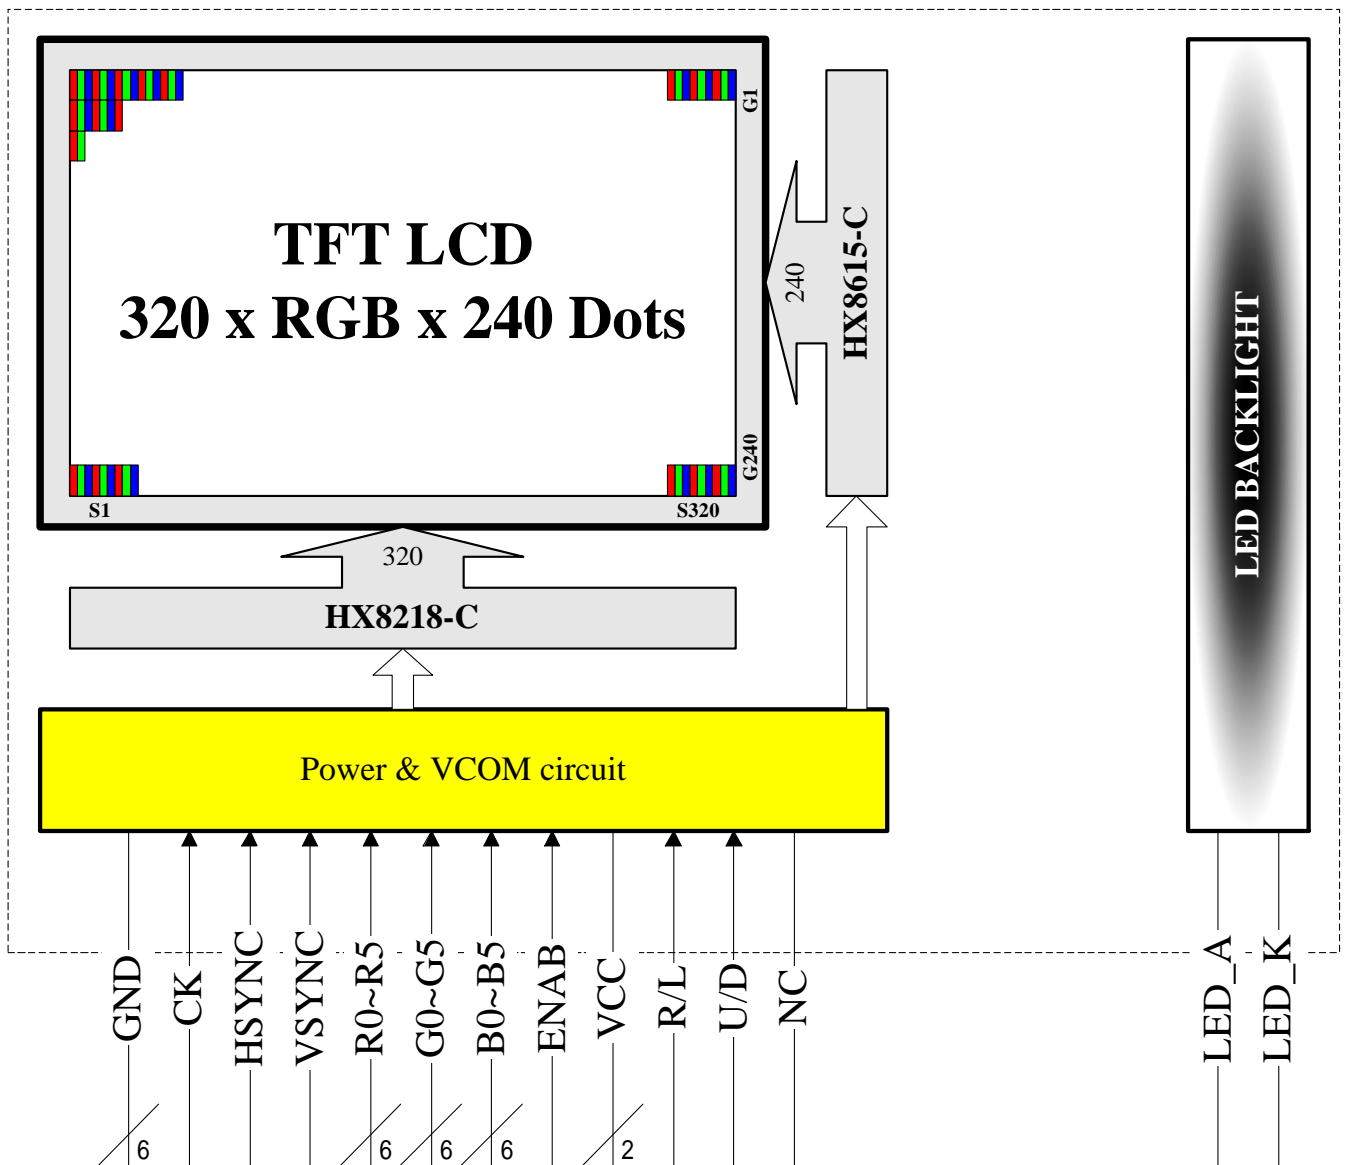 G1
TFT LCD
320 x RGB x 240 Dots
240
HX8615-C
LED BACKLIGHT
G240
S1
S320
320
HX8218-C
Power & VCOM circuit
GND
CK
HSYNC
VSYNC
R0~R5
G0~G5
B0~B5
ENAB
VCC
R/L
U/D
NC
LED_A
LED_K
6
6
6
6
2